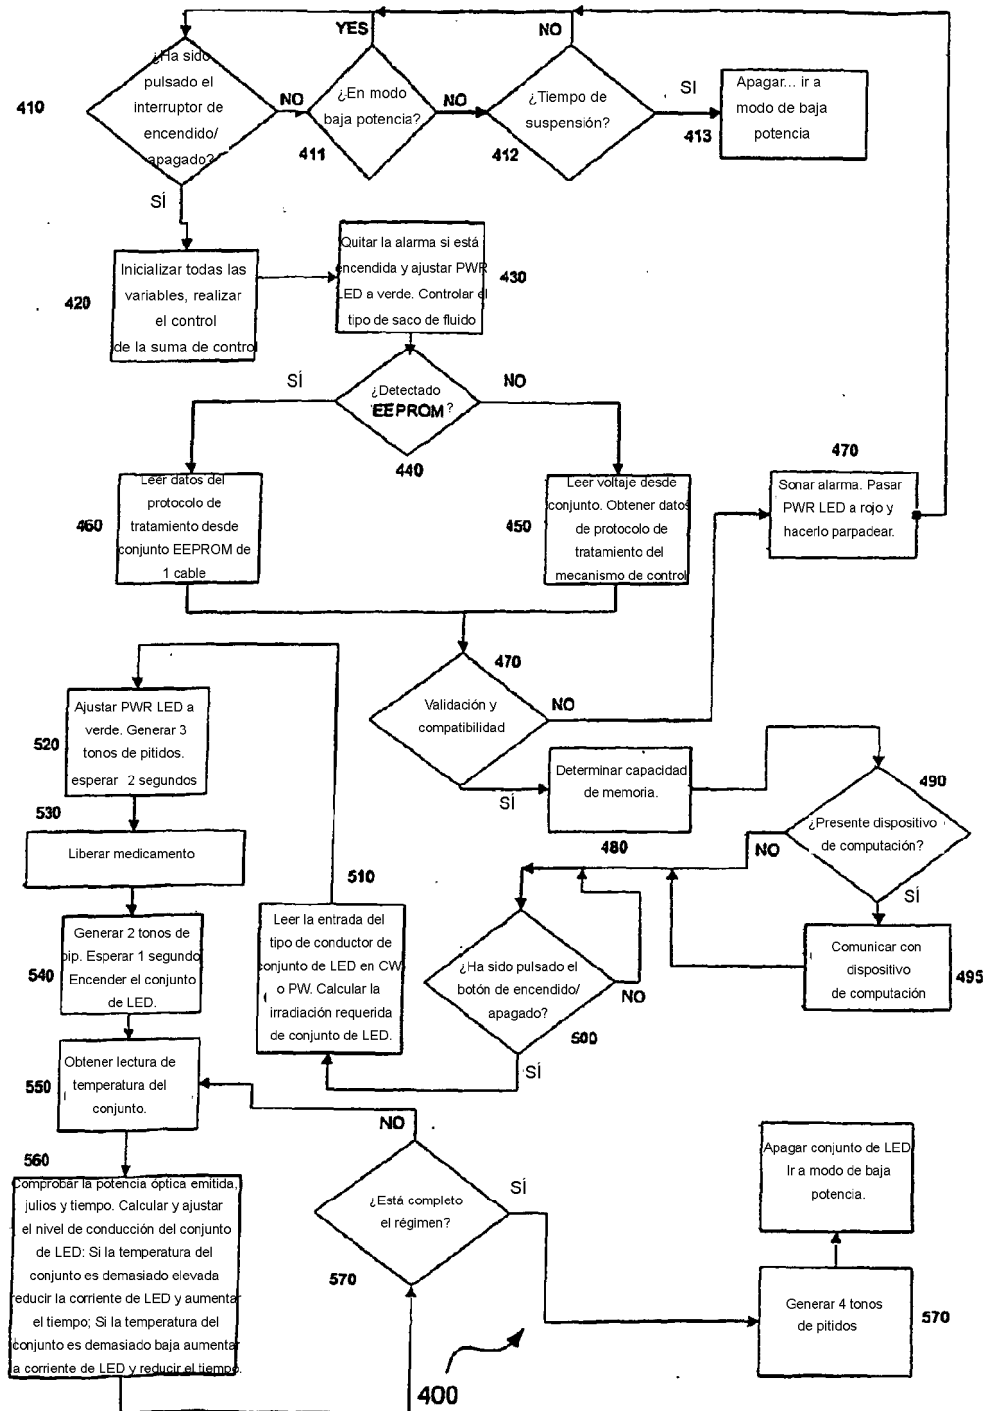 YES
NO
¿Ha sido
pulsado el
interruptor de
encendido/
apagado?
410
NO
¿En modo
baja potencia?
411
NO
¿Tiempo de
suspensión?
412
SI
413
Apagar... ir a
modo de baja
potencia
SÍ
Inicializar todas las
variables, realizar
el control
de la suma de control
420
Quitar la alarma si está
encendida y ajustar PWR
LED a verde. Controlar el
tipo de saco de fluido
430
SÍ
¿Detectado
EEPROM?
NO
440
Leer datos del
protocolo de
tratamiento desde
conjunto EEPROM de
1 cable
460
Leer voltaje desde
conjunto. Obtener datos
de protocolo de
tratamiento del
mecanismo de control
450
470
Sonar alarma. Pasar
PWR LED a rojo y
hacerlo parpadear.
470
Validación y
compatibilidad
NO
SÍ
Determinar capacidad
de memoria.
480
490
¿Presente dispositivo
de computación?
NO
SÍ
Comunicar con
dispositivo
de computación
495
Ajustar PWR LED a
verde. Generar 3
tonos de pitidos.
esperar 2 segundos
520
530
Liberar medicamento
510
Leer la entrada del
tipo de conductor de
conjunto de LED en CW
o PW. Calcular la
irradiación requerida
de conjunto de LED.
¿Ha sido pulsado el
botón de encendido/
apagado?
NO
500
SÍ
Generar 2 tonos de
pip. Esperar 1 segundo
Encender el conjunto
de LED.
540
Obtener lectura de
temperatura del
conjunto.
550
560
Comprobar la potencia óptica emitida,
julios y tiempo. Calcular y ajustar
el nivel de conducción del conjunto
de LED: Si la temperatura del
conjunto es demasiado elevada
reducir la corriente de LED y aumentar
el tiempo; Si la temperatura del
conjunto es demasiado baja aumentar
la corriente de LED y reducir el tiempo.
NO
¿Está completo
el régimen?
SÍ
570
Apagar conjunto de LED
Ir a modo de baja
potencia.
Generar 4 tonos
de pitidos
570
400